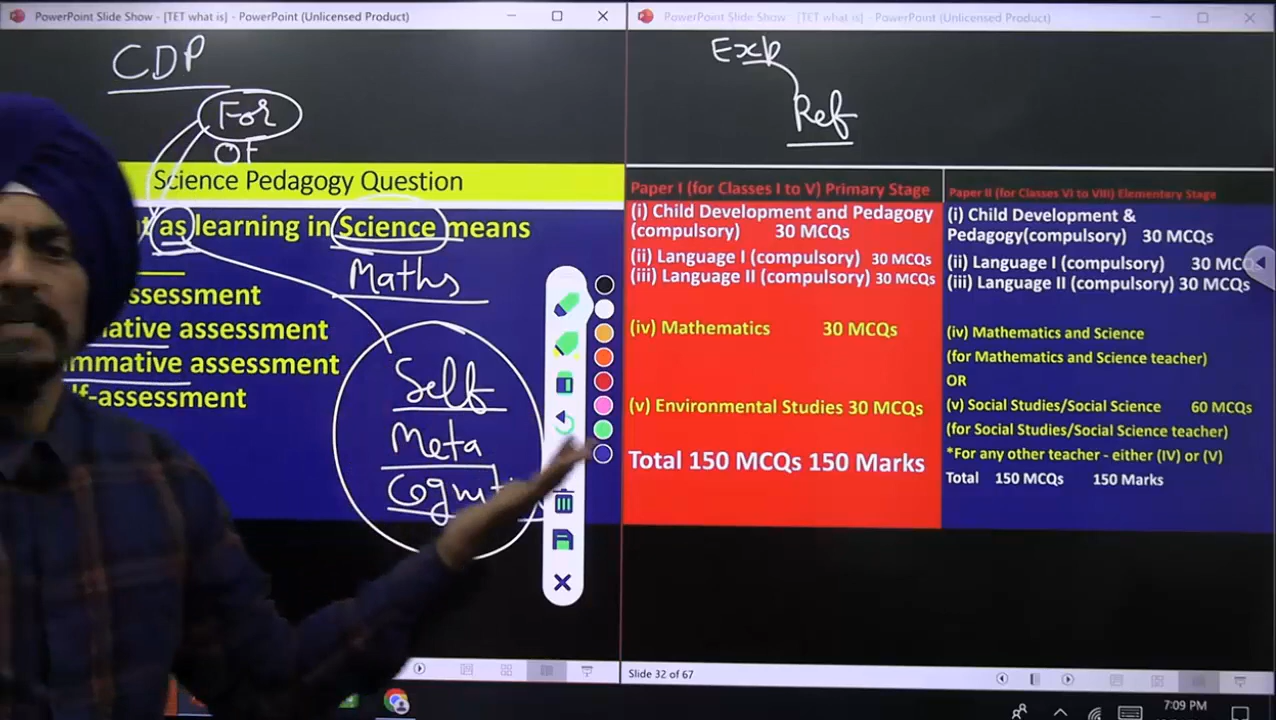 PowerPoint Slide Show - [TET what is] - PowerPoint (Unlicensed Product)
CDP
For
OF
Science Pedagogy Question
as learning in Science means
Maths
ssessment
ative assessment
mmative assessment
lf-assessment
Self
Meta
PowerPoint Slide Show - [TET what is] - PowerPoint (Unlicensed Product)
Exp
Ref
Paper I (for Classes I to V) Primary Stage
(i) Child Development and Pedagogy
(compulsory) 30 MCQs
(ii) Language I (compulsory) 30 MCQs
(iii) Language II (compulsory) 30 MCQs
(iv) Mathematics 30 MCQs
(v) Environmental Studies 30 MCQs
Total 150 MCQs 150 Marks
Paper II (for Classes VI to VIII) Elementary Stage
(i) Child Development &
Pedagogy(compulsory) 30 MCQs
(ii) Language I (compulsory) 30 MCQ
(iii) Language II (compulsory) 30 MCQs
(iv) Mathematics and Science
(for Mathematics and Science teacher)
OR
(v) Social Studies/Social Science 60 MCQs
(for Social Studies/Social Science teacher)
*For any other teacher - either (IV) or (V)
Total 150 MCQs 150 Marks
Slide 32 of 67
7:09 PM